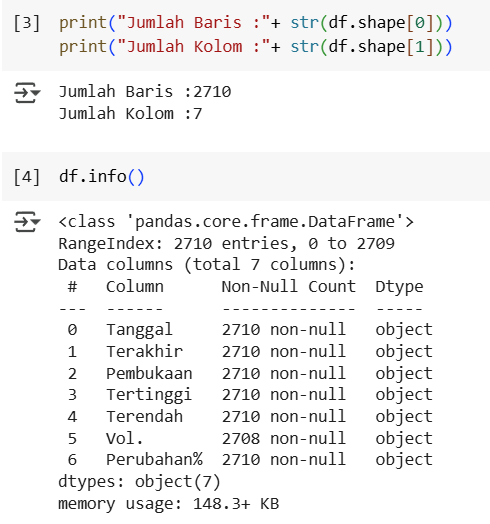 [3] print("Jumlah Baris :"+ str(df.shape[0]))
print("Jumlah Kolom :"+ str(df.shape[1]))
Jumlah Baris :2710
Jumlah Kolom :7
[4] df.info()
<class 'pandas.core.frame.DataFrame'>
RangeIndex: 2710 entries, 0 to 2709
Data columns (total 7 columns):
 #   Column     Non-Null Count  Dtype
---  ------     --------------  -----
 0   Tanggal    2710 non-null   object
 1   Terakhir   2710 non-null   object
 2   Pembukaan  2710 non-null   object
 3   Tertinggi  2710 non-null   object
 4   Terendah   2710 non-null   object
 5   Vol.       2708 non-null   object
 6   Perubahan% 2710 non-null   object
dtypes: object(7)
memory usage: 148.3+ KB